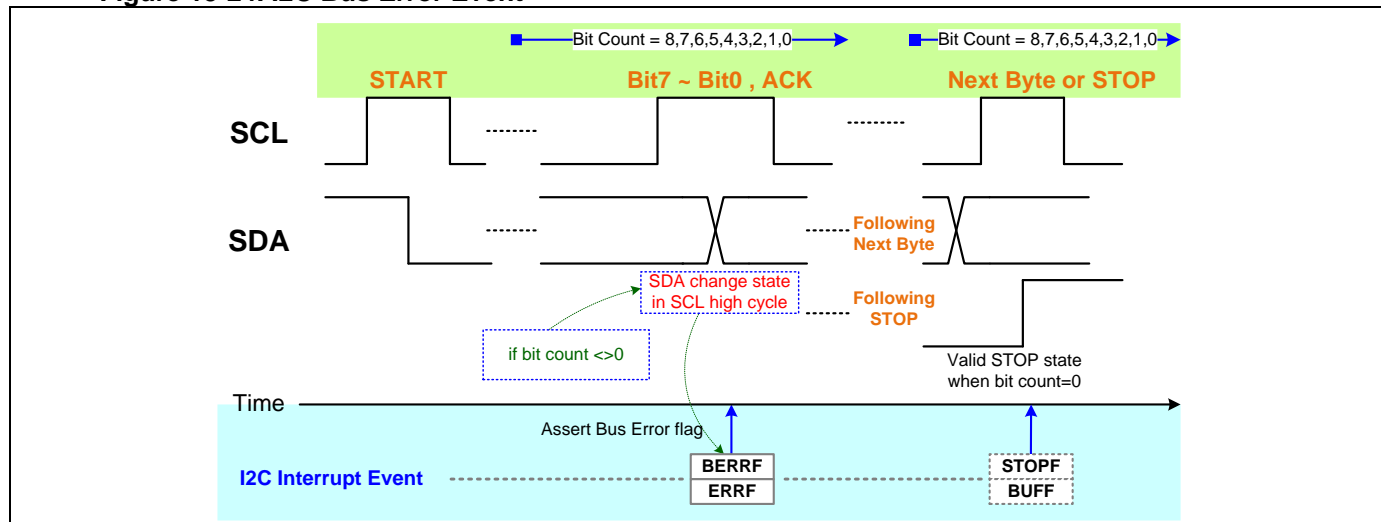 Bit Count = 8,7,6,5,4,3,2,1,0
Bit Count = 8,7,6,5,4,3,2,1,0
START
Bit7 ~ Bit0 , ACK
Next Byte or STOP
SCL
SDA
Following
Next Byte
SDA change state
in SCL high cycle
Following
STOP
if bit count <>0
Valid STOP state
when bit count=0
Time
Assert Bus Error flag
I2C Interrupt Event
BERRF
ERRF
STOPF
BUFF